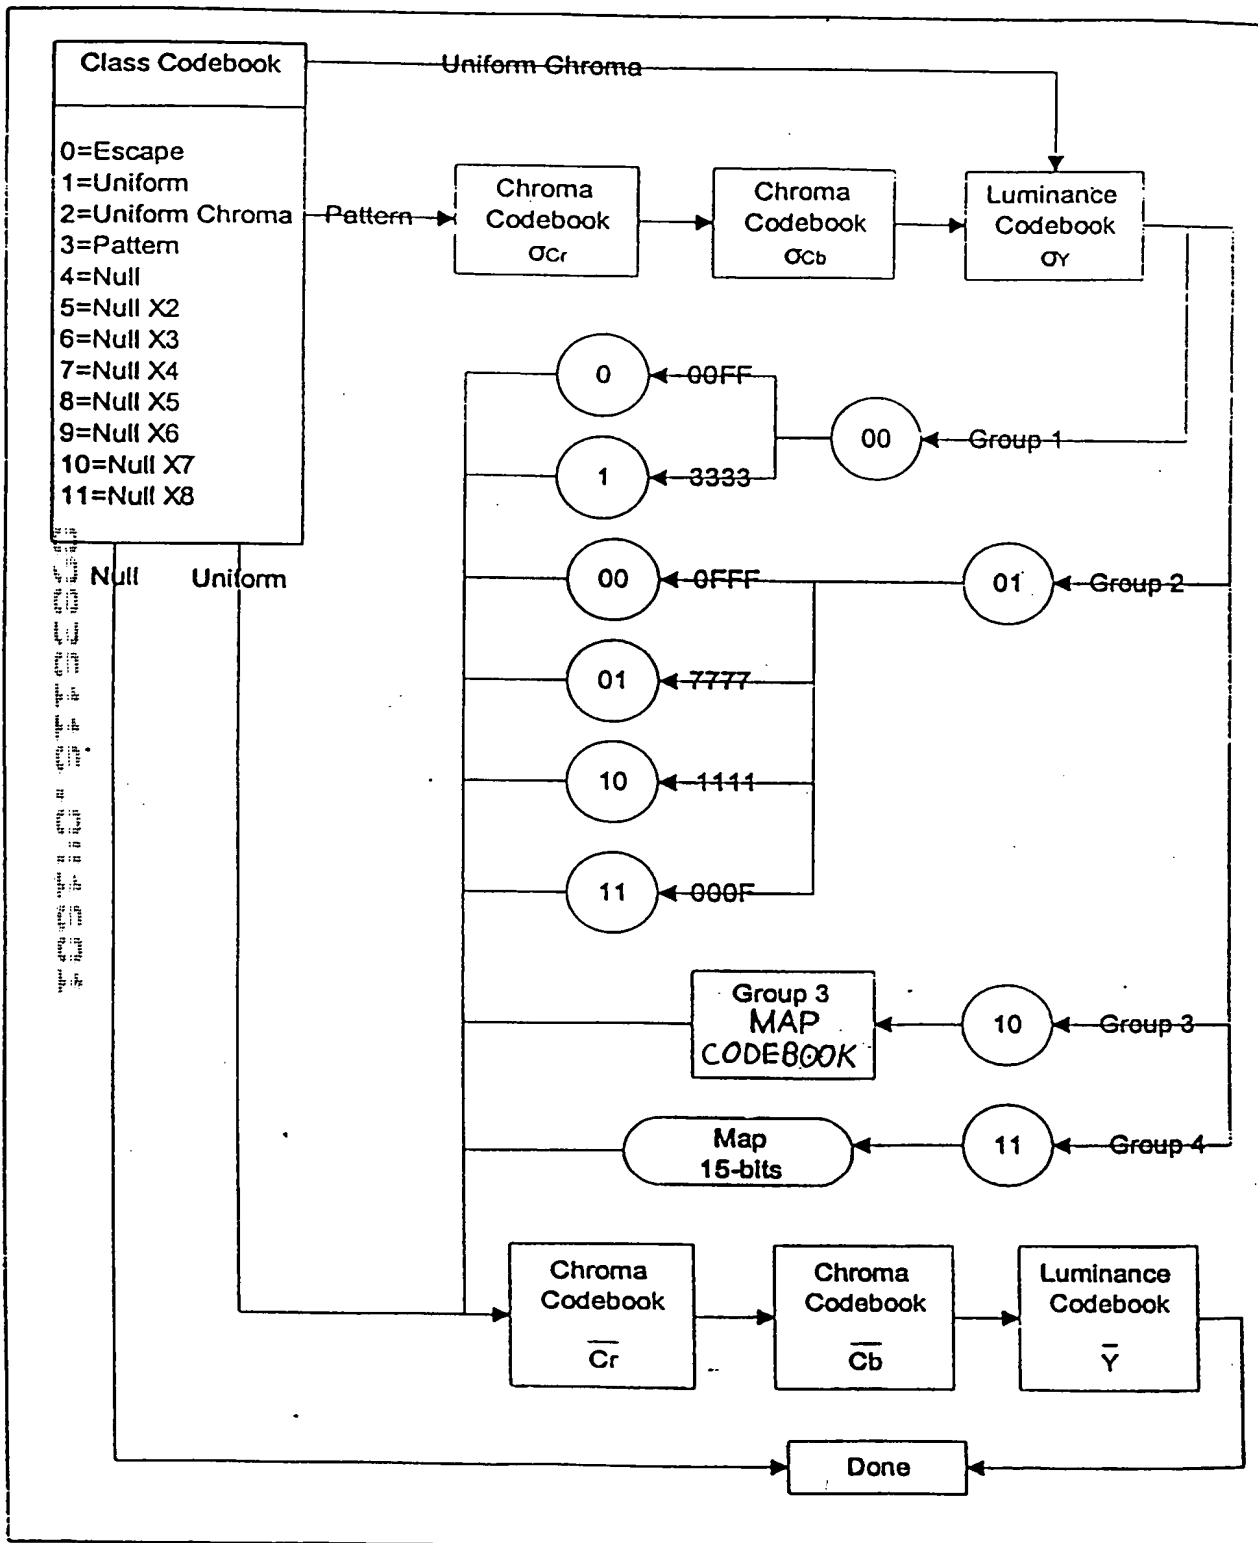 Class Codebook
Uniform Chroma
0=Escape
1=Uniform
2=Uniform Chroma
3=Pattern
4=Null
5=Null X2
6=Null X3
7=Null X4
8=Null X5
9=Null X6
10=Null X7
11=Null X8
Pattern
Chroma
Codebook
σCr
Chroma
Codebook
σCb
Luminance
Codebook
σY
0
00FF
00
Group 1
1
3333
Null
Uniform
00
0FFF
01
Group 2
01
7777
10
1111
11
000F
Group 3
MAP
CODEBOOK
10
Group 3
Map
15-bits
11
Group 4
Chroma
Codebook
C̅r̅
Chroma
Codebook
C̅b̅
Luminance
Codebook
Y̅
Done